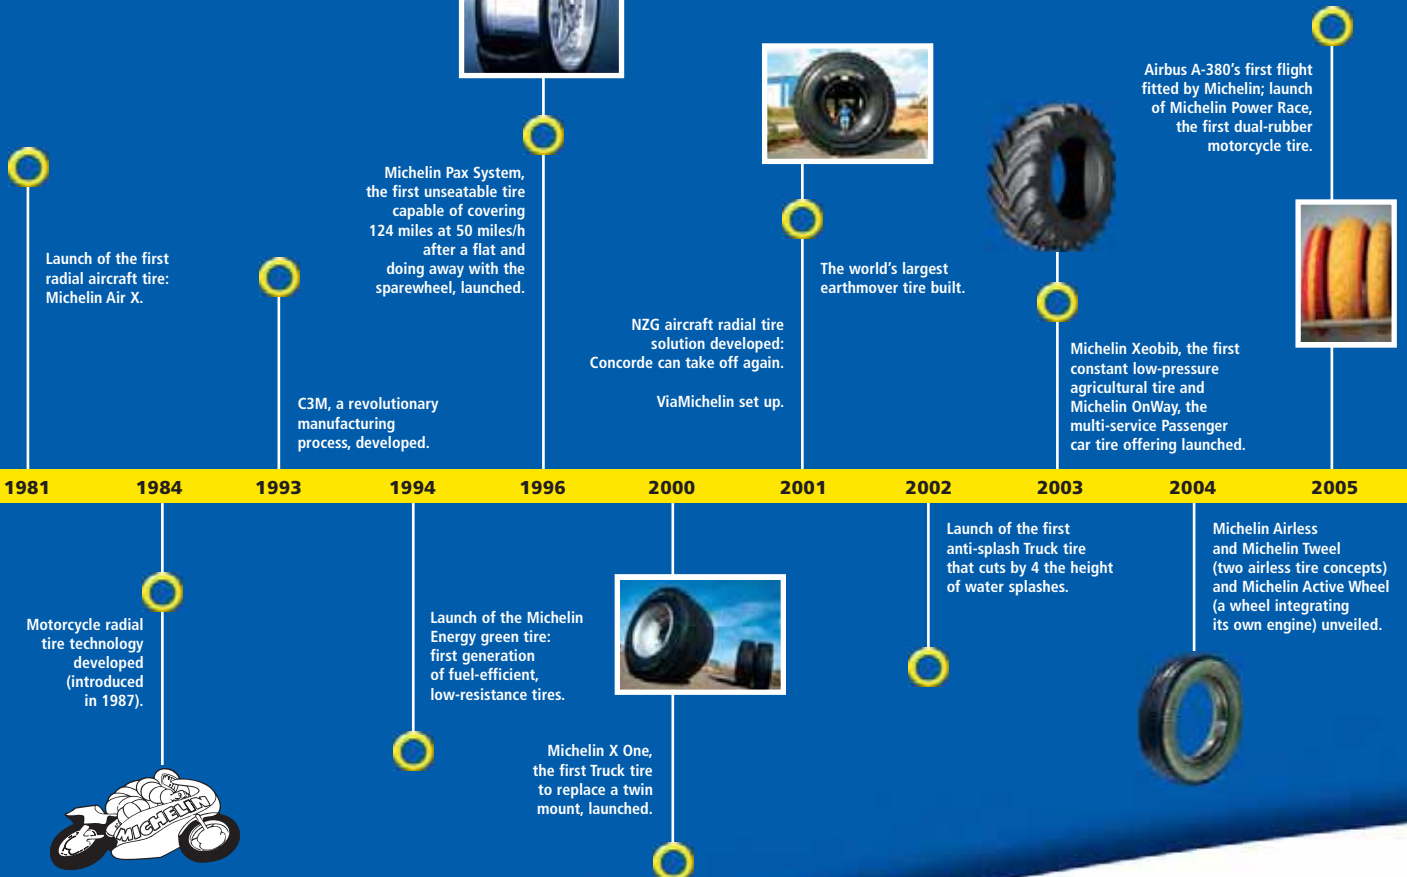 Airbus A-380's first flight
fitted by Michelin; launch
of Michelin Power Race,
the first dual-rubber
motorcycle tire.
Michelin Pax System,
the first unseatable tire
capable of covering
124 miles at 50 miles/h
after a flat and
doing away with the
sparewheel, launched.
Launch of the first
radial aircraft tire:
Michelin Air X.
The world's largest
earthmover tire built.
NZG aircraft radial tire
solution developed:
Concorde can take off again.
ViaMichelin set up.
Michelin Xeobib, the first
constant low-pressure
agricultural tire and
Michelin OnWay, the
multi-service Passenger
car tire offering launched.
C3M, a revolutionary
manufacturing
process, developed.
1981 1984 1993 1994 1996 2000 2001 2002 2003 2004 2005
Launch of the first
anti-splash Truck tire
that cuts by 4 the height
of water splashes.
Michelin Airless
and Michelin Tweel
(two airless tire concepts)
and Michelin Active Wheel
(a wheel integrating
its own engine) unveiled.
Motorcycle radial
tire technology
developed
(introduced
in 1987).
Launch of the Michelin
Energy green tire:
first generation
of fuel-efficient,
low-resistance tires.
Michelin X One,
the first Truck tire
to replace a twin
mount, launched.
MICHELIN